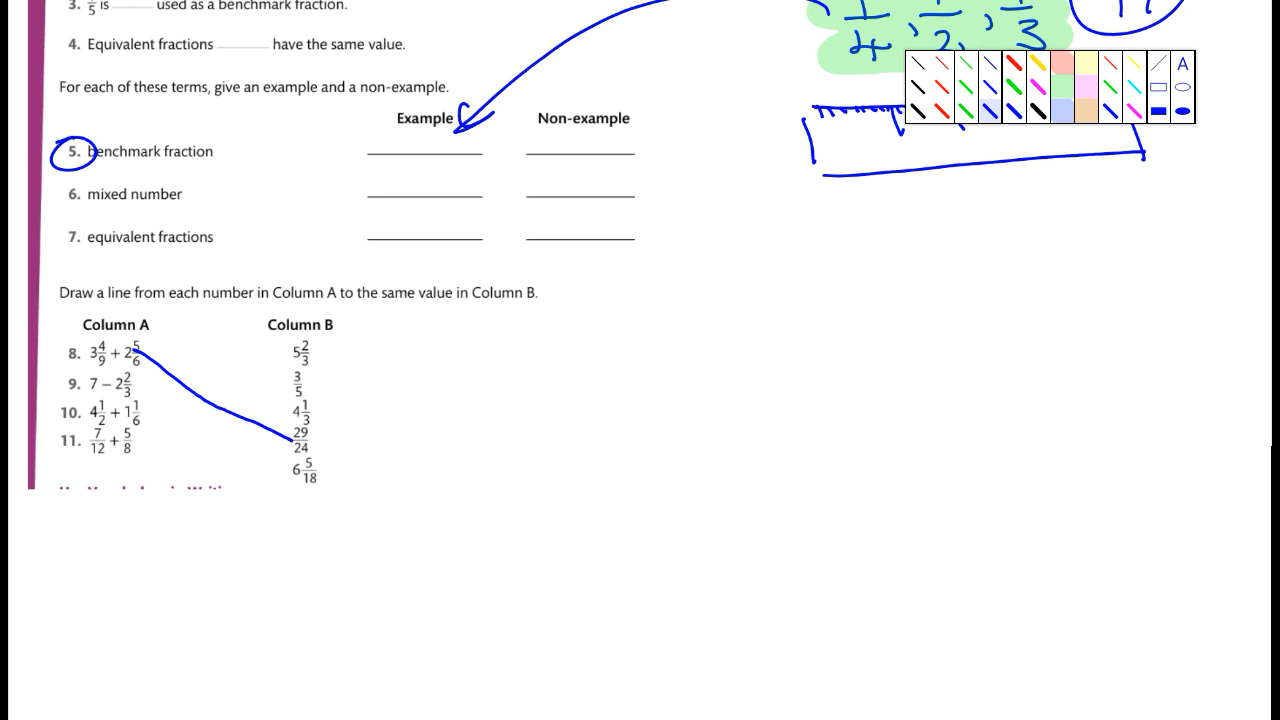 3. 3/5 is ____ used as a benchmark fraction.
1/4, 1/2, 1/3
4. Equivalent fractions ____ have the same value.
A
For each of these terms, give an example and a non-example.
Example Non-example
5. benchmark fraction
6. mixed number
7. equivalent fractions
Draw a line from each number in Column A to the same value in Column B.
Column A Column B
8. 3 4/9 + 2 5/6 5 2/3
9. 7 – 2 2/3 3/5
10. 4 1/2 + 1 1/6 4 1/3
11. 7/12 + 5/8 29/24
6 5/18